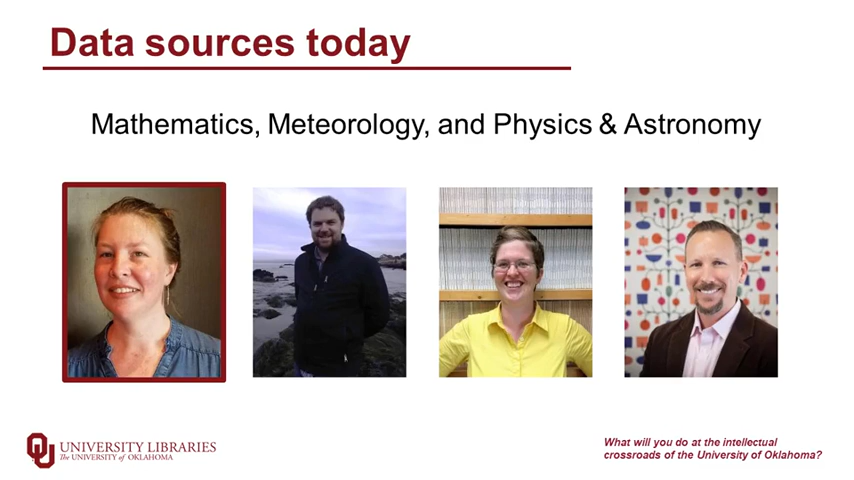 Data sources today
Mathematics, Meteorology, and Physics & Astronomy
UNIVERSITY LIBRARIES
The UNIVERSITY of OKLAHOMA
What will you do at the intellectual
crossroads of the University of Oklahoma?